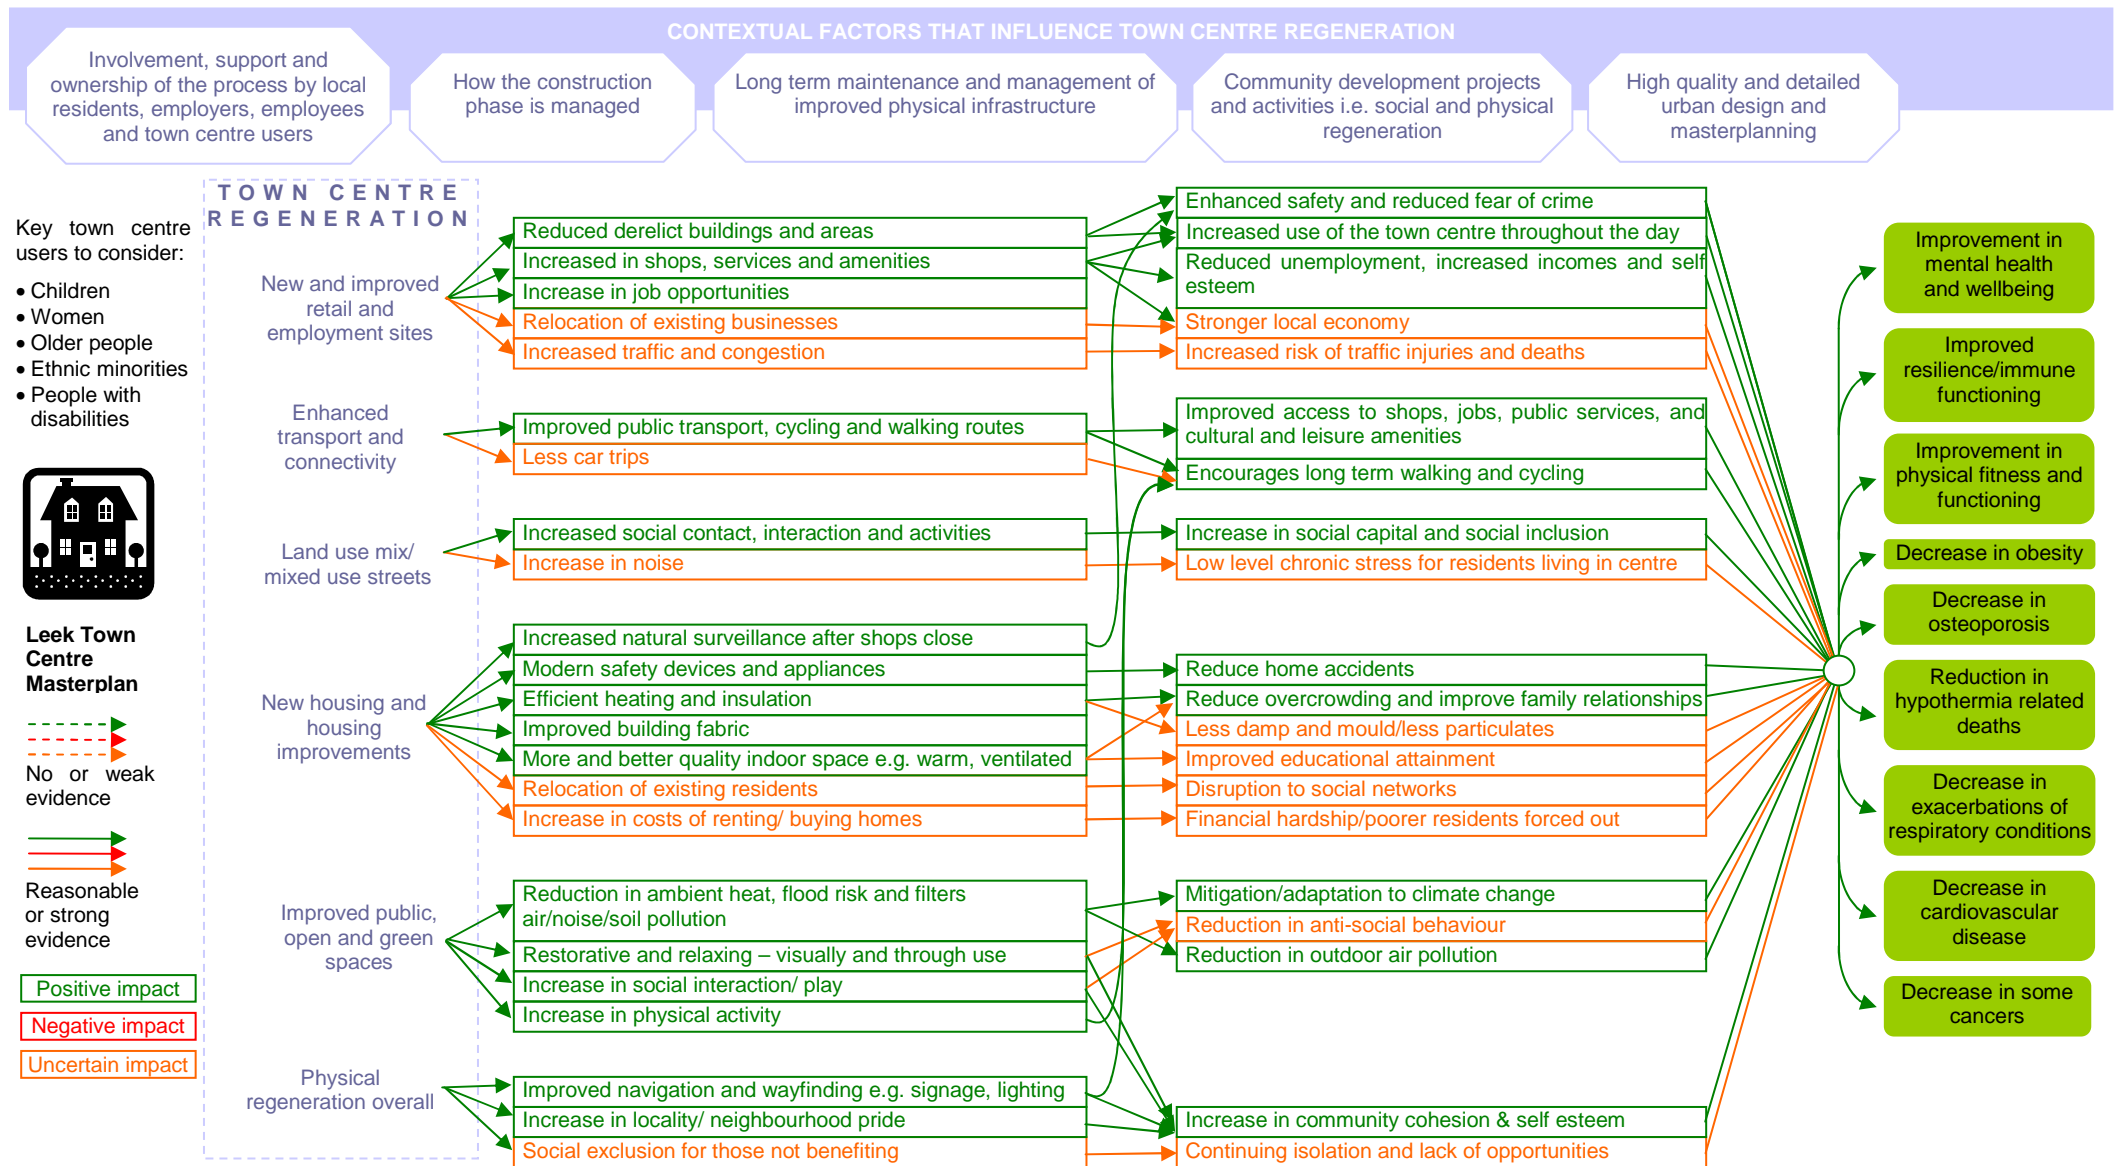 CONTEXTUAL FACTORS THAT INFLUENCE TOWN CENTRE REGENERATION
Involvement, support and
ownership of the process by local
residents, employers, employees
and town centre users
How the construction
phase is managed
Long term maintenance and management of
improved physical infrastructure
Community development projects
and activities i.e. social and physical
regeneration
High quality and detailed
urban design and
masterplanning
Key town centre
users to consider:
• Children
• Women
• Older people
• Ethnic minorities
• People with
disabilities
Leek Town
Centre
Masterplan
No or weak
evidence
Reasonable
or strong
evidence
Positive impact
Negative impact
Uncertain impact
TOWN CENTRE
REGENERATION
New and improved
retail and
employment sites
Enhanced
transport and
connectivity
Land use mix/
mixed use streets
New housing and
housing
improvements
Improved public,
open and green
spaces
Physical
regeneration overall
Reduced derelict buildings and areas
Increased in shops, services and amenities
Increase in job opportunities
Relocation of existing businesses
Increased traffic and congestion
Improved public transport, cycling and walking routes
Less car trips
Increased social contact, interaction and activities
Increase in noise
Increased natural surveillance after shops close
Modern safety devices and appliances
Efficient heating and insulation
Improved building fabric
More and better quality indoor space e.g. warm, ventilated
Relocation of existing residents
Increase in costs of renting/ buying homes
Reduction in ambient heat, flood risk and filters
air/noise/soil pollution
Restorative and relaxing – visually and through use
Increase in social interaction/ play
Increase in physical activity
Improved navigation and wayfinding e.g. signage, lighting
Increase in locality/ neighbourhood pride
Social exclusion for those not benefiting
Enhanced safety and reduced fear of crime
Increased use of the town centre throughout the day
Reduced unemployment, increased incomes and self
esteem
Stronger local economy
Increased risk of traffic injuries and deaths
Improved access to shops, jobs, public services, and
cultural and leisure amenities
Encourages long term walking and cycling
Increase in social capital and social inclusion
Low level chronic stress for residents living in centre
Reduce home accidents
Reduce overcrowding and improve family relationships
Less damp and mould/less particulates
Improved educational attainment
Disruption to social networks
Financial hardship/poorer residents forced out
Mitigation/adaptation to climate change
Reduction in anti-social behaviour
Reduction in outdoor air pollution
Increase in community cohesion & self esteem
Continuing isolation and lack of opportunities
Improvement in
mental health
and wellbeing
Improved
resilience/immune
functioning
Improvement in
physical fitness and
functioning
Decrease in obesity
Decrease in
osteoporosis
Reduction in
hypothermia related
deaths
Decrease in
exacerbations of
respiratory conditions
Decrease in
cardiovascular
disease
Decrease in some
cancers